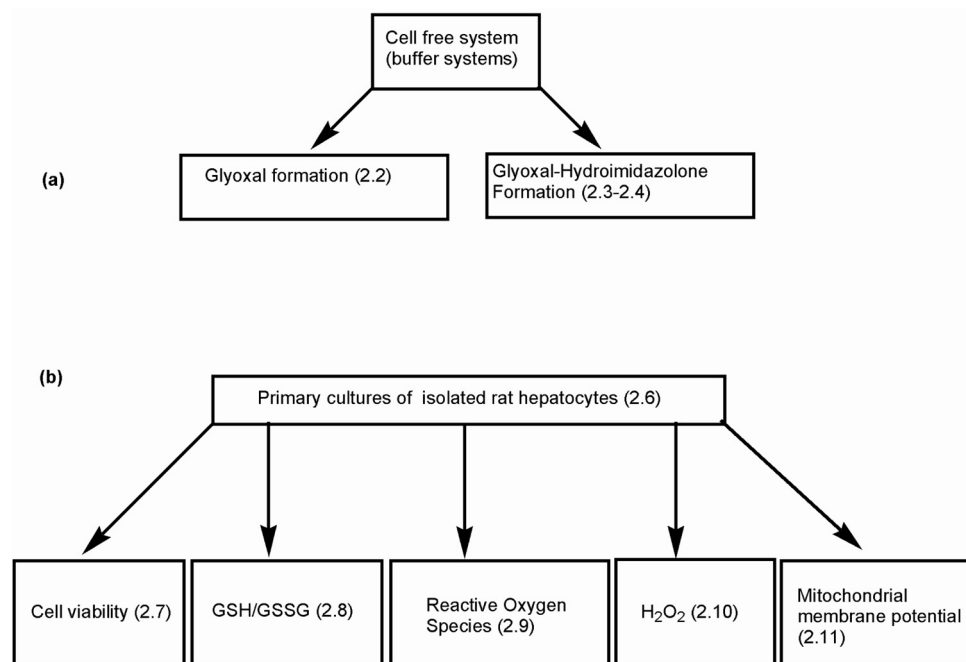 Cell free system
(buffer systems)
(a)
Glyoxal formation (2.2)
Glyoxal-Hydroimidazolone
Formation (2.3-2.4)
(b)
Primary cultures of isolated rat hepatocytes (2.6)
Cell viability (2.7)
GSH/GSSG (2.8)
Reactive Oxygen
Species (2.9)
H₂O₂ (2.10)
Mitochondrial
membrane potential
(2.11)